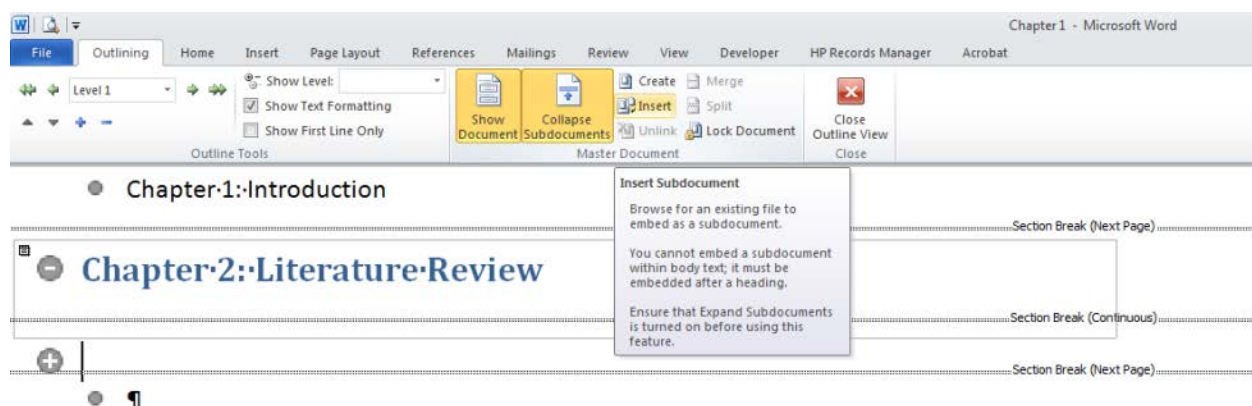 Chapter 1 - Microsoft Word
File Outlining Home Insert Page Layout References Mailings Review View Developer HP Records Manager Acrobat
Level 1
Show Level:
Show Text Formatting
Show First Line Only
Outline Tools
Show Document
Collapse Subdocuments
Create
Insert
Unlink
Merge
Split
Lock Document
Master Document
Close Outline View
Close
Chapter·1:·Introduction
Section Break (Next Page)
Chapter·2:·Literature·Review
Section Break (Continuous)
Section Break (Next Page)
¶
Insert Subdocument
Browse for an existing file to
embed as a subdocument.
You cannot embed a subdocument
within body text; it must be
embedded after a heading.
Ensure that Expand Subdocuments
is turned on before using this
feature.